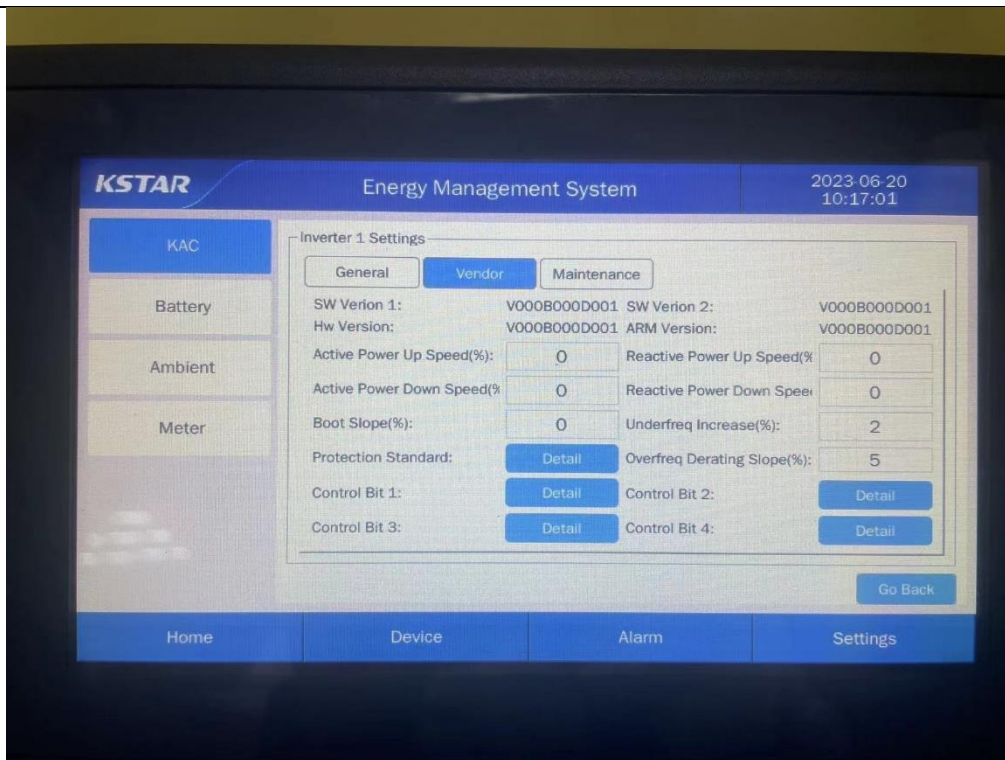 KSTAR
Energy Management System
2023-06-20
10:17:01
KAC
Battery
Ambient
Meter
Inverter 1 Settings
General Vendor Maintenance
SW Verion 1: V000B000D001 SW Verion 2: V000B000D001
Hw Version: V000B000D001 ARM Version: V000B000D001
Active Power Up Speed(%): 0 Reactive Power Up Speed(% 0
Active Power Down Speed(% 0 Reactive Power Down Spee 0
Boot Slope(%): 0 Underfreq Increase(%): 2
Protection Standard: Detail Overfreq Derating Slope(%): 5
Control Bit 1: Detail Control Bit 2: Detail
Control Bit 3: Detail Control Bit 4: Detail
Go Back
Home Device Alarm Settings